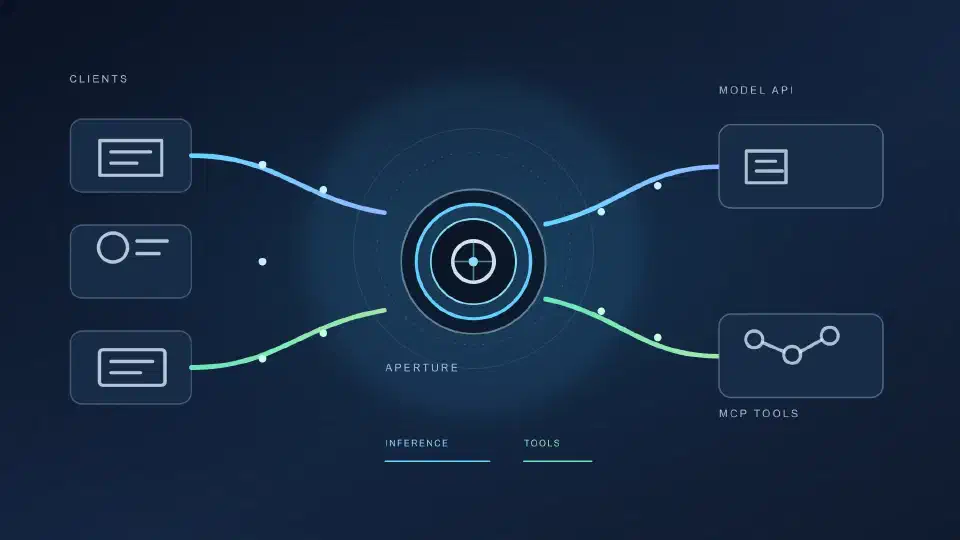 CLIENTS
MODEL API
APERTURE
MCP TOOLS
INFERENCE
TOOLS